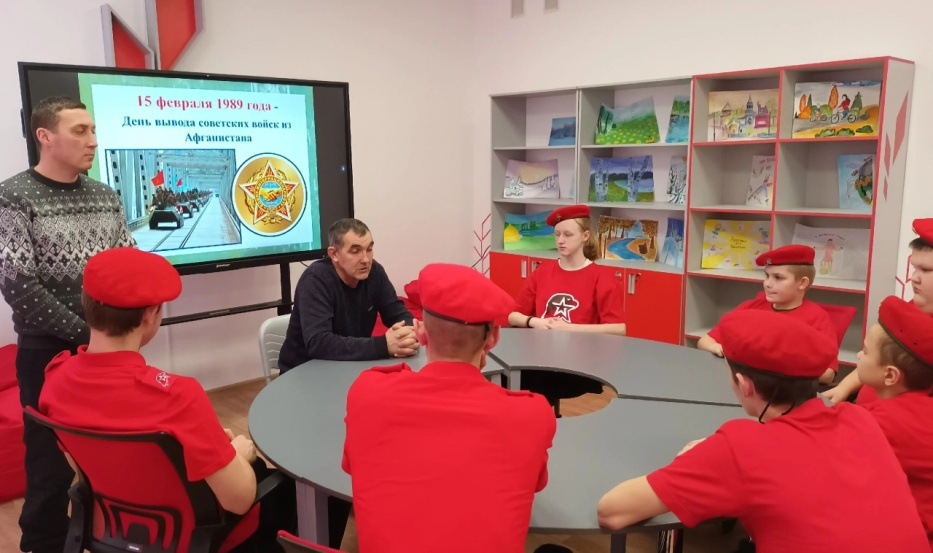 15 февраля 1989 года -
День вывода советских войск из
Афганистана